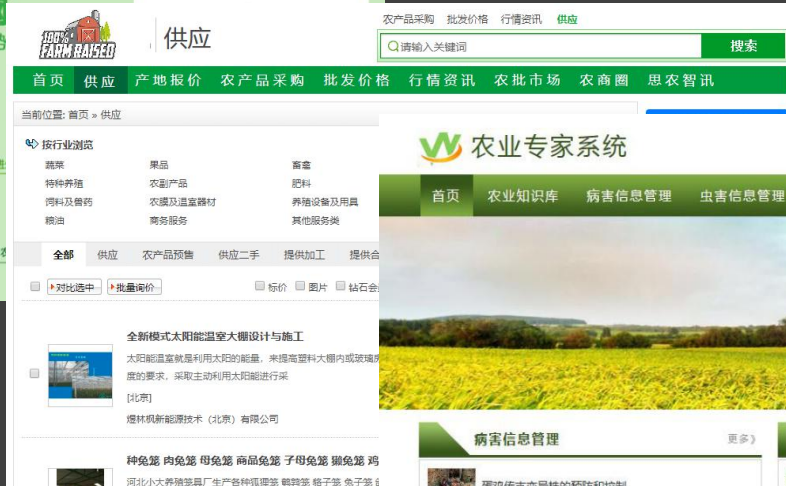 100%
FARM RAISED
供应
农产品采购 批发价格 行情资讯 供应
请输入关键词
搜索
首页 供应 产地报价 农产品采购 批发价格 行情资讯 农批市场 农商圈 思农智讯
当前位置: 首页 » 供应
按行业浏览
蔬菜 果品 畜禽
特种养殖 农副产品 肥料
饲料及兽药 农膜及温室器材 养殖设备及用具
粮油 商务服务 其他服务类
全部 供应 农产品预售 供应二手 提供加工 提供合
对比选中 批量询价 标价 图片 钻石会
全新模式太阳能温室大棚设计与施工
太阳能温室就是利用太阳的能量，来提高塑料大棚内或玻璃房
度的要求，采取主动利用太阳能进行采
[北京]
煜林枫新能源技术（北京）有限公司
种兔笼 肉兔笼 母兔笼 商品兔笼 子母兔笼 獭兔笼 鸡
河北小大养殖笼具厂生产各种狐狸笼 鹌鹑笼 鸽子笼 兔子笼
农业专家系统
首页 农业知识库 病害信息管理 虫害信息管理
病害信息管理
更多》